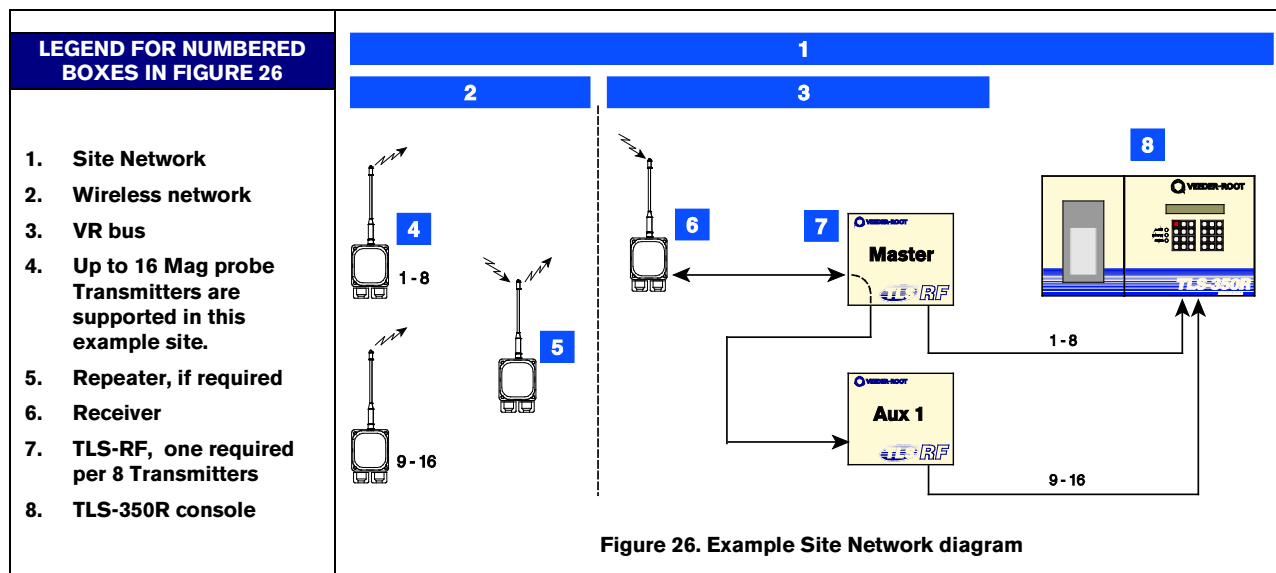 LEGEND FOR NUMBERED
BOXES IN FIGURE 26
1. Site Network
2. Wireless network
3. VR bus
4. Up to 16 Mag probe
Transmitters are
supported in this
example site.
5. Repeater, if required
6. Receiver
7. TLS-RF, one required
per 8 Transmitters
8. TLS-350R console
1
2
3
4
1 - 8
5
9 - 16
6
7
VEEDER-ROOT
Master
TLS RF
8
VEEDER-ROOT
TLS-350R
1 - 8
VEEDER-ROOT
Aux 1
TLS RF
9 - 16
Figure 26. Example Site Network diagram